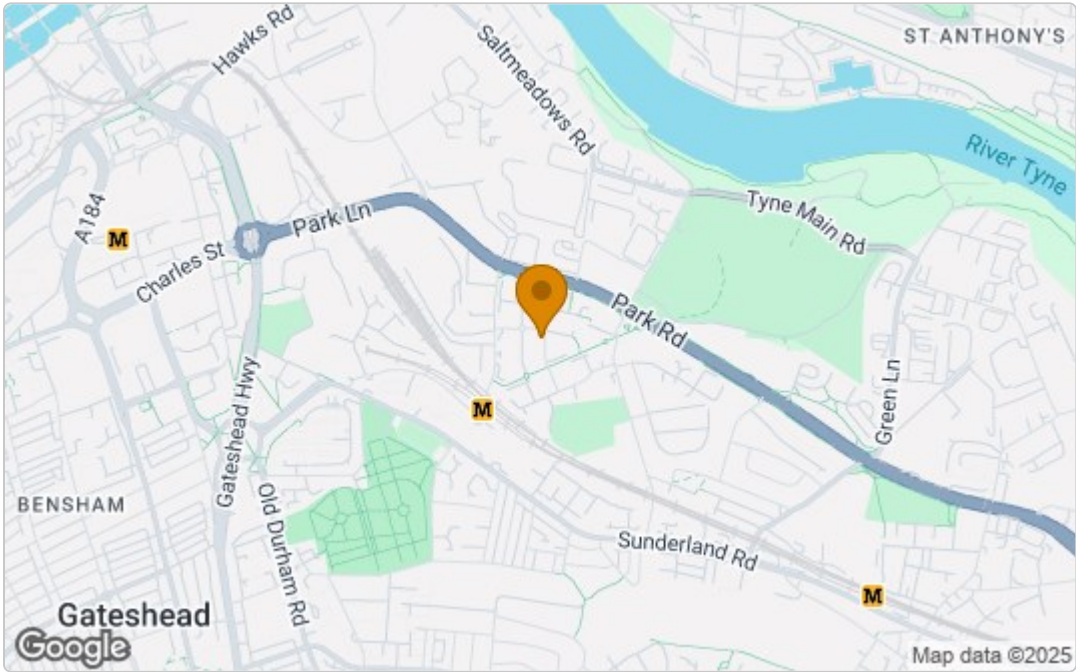 Hawks Rd
ST ANTHONY'S
Saltmeadows Rd
River Tyne
A184
M
Park Ln
Tyne Main Rd
Charles St
Park Rd
Green Ln
Gateshead Hwy
M
BENSHAM
Old Durham Rd
Sunderland Rd
M
Gateshead
Google
Map data ©2025